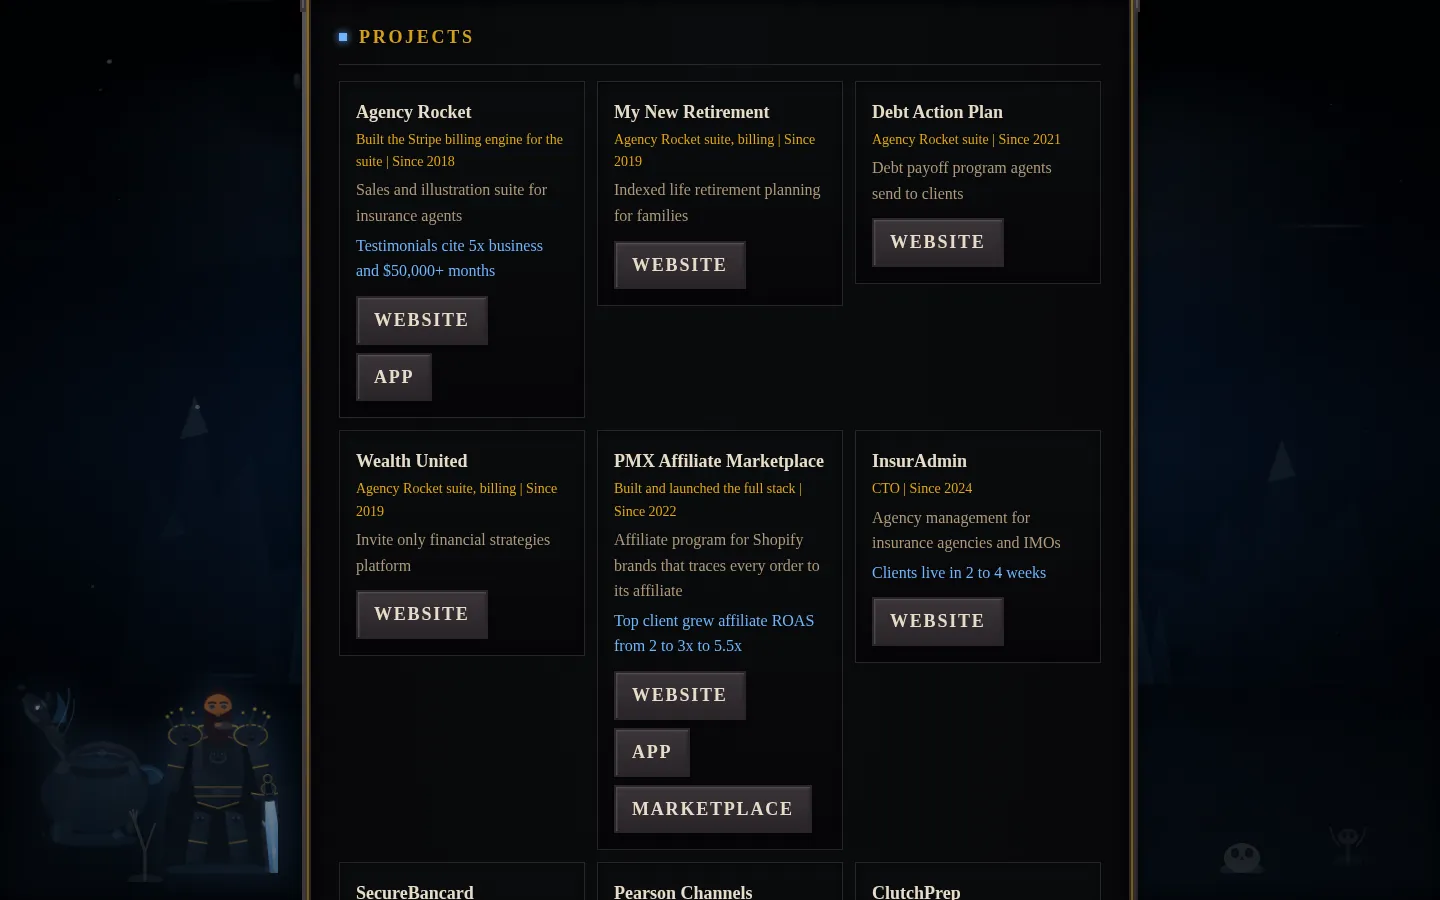 PROJECTS
Agency Rocket
Built the Stripe billing engine for the
suite | Since 2018
Sales and illustration suite for
insurance agents
Testimonials cite 5x business
and $50,000+ months
WEBSITE
APP
My New Retirement
Agency Rocket suite, billing | Since
2019
Indexed life retirement planning
for families
WEBSITE
Debt Action Plan
Agency Rocket suite | Since 2021
Debt payoff program agents
send to clients
WEBSITE
Wealth United
Agency Rocket suite, billing | Since
2019
Invite only financial strategies
platform
WEBSITE
PMX Affiliate Marketplace
Built and launched the full stack |
Since 2022
Affiliate program for Shopify
brands that traces every order to
its affiliate
Top client grew affiliate ROAS
from 2 to 3x to 5.5x
WEBSITE
APP
MARKETPLACE
InsurAdmin
CTO | Since 2024
Agency management for
insurance agencies and IMOs
Clients live in 2 to 4 weeks
WEBSITE
SecureBancard
Pearson Channels
ClutchPrep